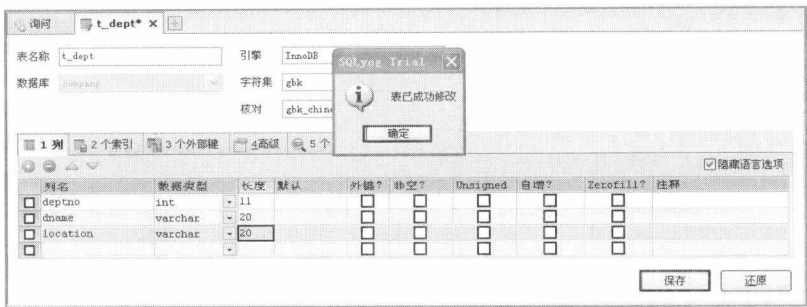 询问
t_dept*
表名称 t_dept 引擎 InnoDB
数据库 company 字符集 gbk
核对 gbk_chine
SQLyog Trial
表已成功修改
确定
1 列 2 个索引 3 个外部键 4高级 5 个
隐藏语言选项
列名 数据类型 长度 默认 外键? 非空? Unsigned 自增? Zerofill? 注释
deptno int 11
dname varchar 20
location varchar 20
保存 还原